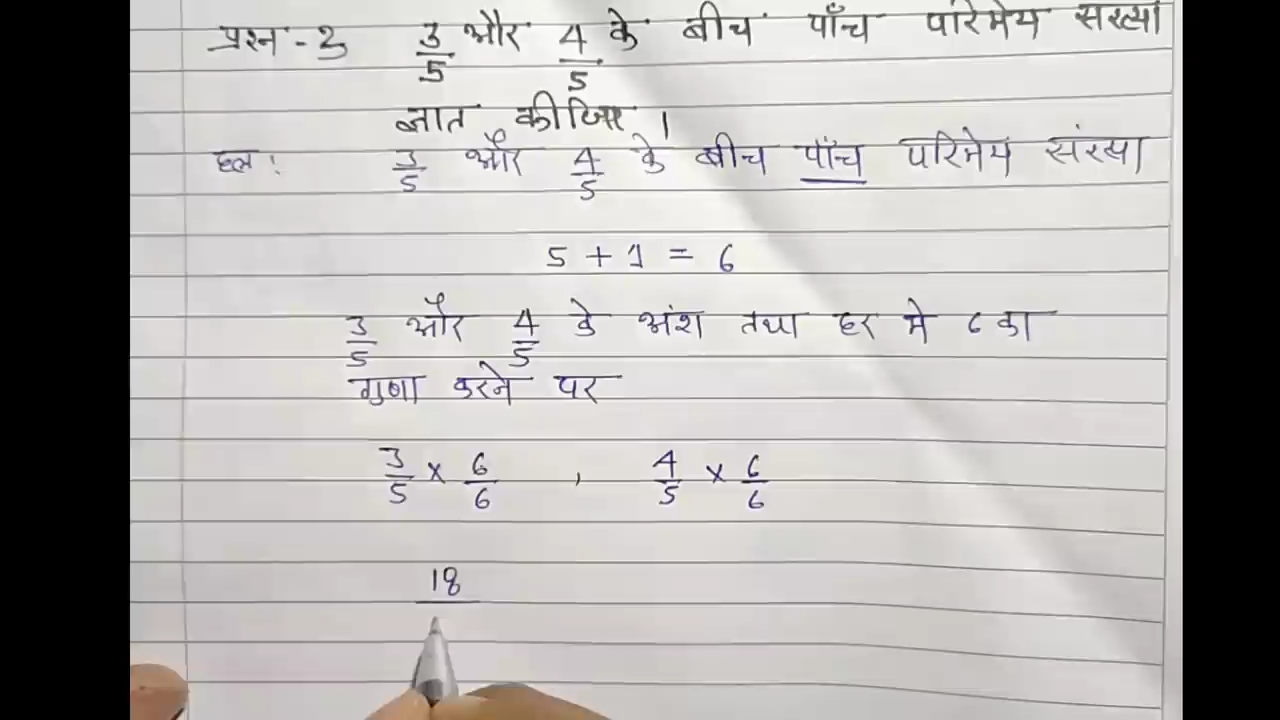 प्रश्न - 3 3/5 और 4/5 के बीच पाँच परिमेय संख्या
ज्ञात कीजिए ।
हल : 3/5 और 4/5 के बीच पाँच परिमेय संख्या
5 + 1 = 6
3/5 और 4/5 के अंश तथा हर मे 6 का
गुणा करने पर
3/5 × 6/6 , 4/5 × 6/6
18